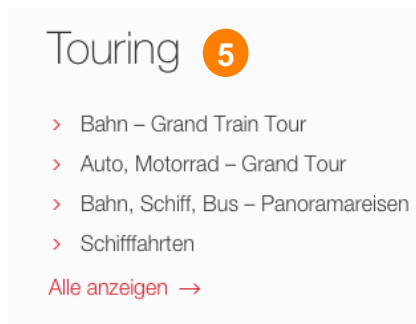 Touring 5
> Bahn – Grand Train Tour
> Auto, Motorrad – Grand Tour
> Bahn, Schiff, Bus – Panoramareisen
> Schifffahrten
Alle anzeigen →